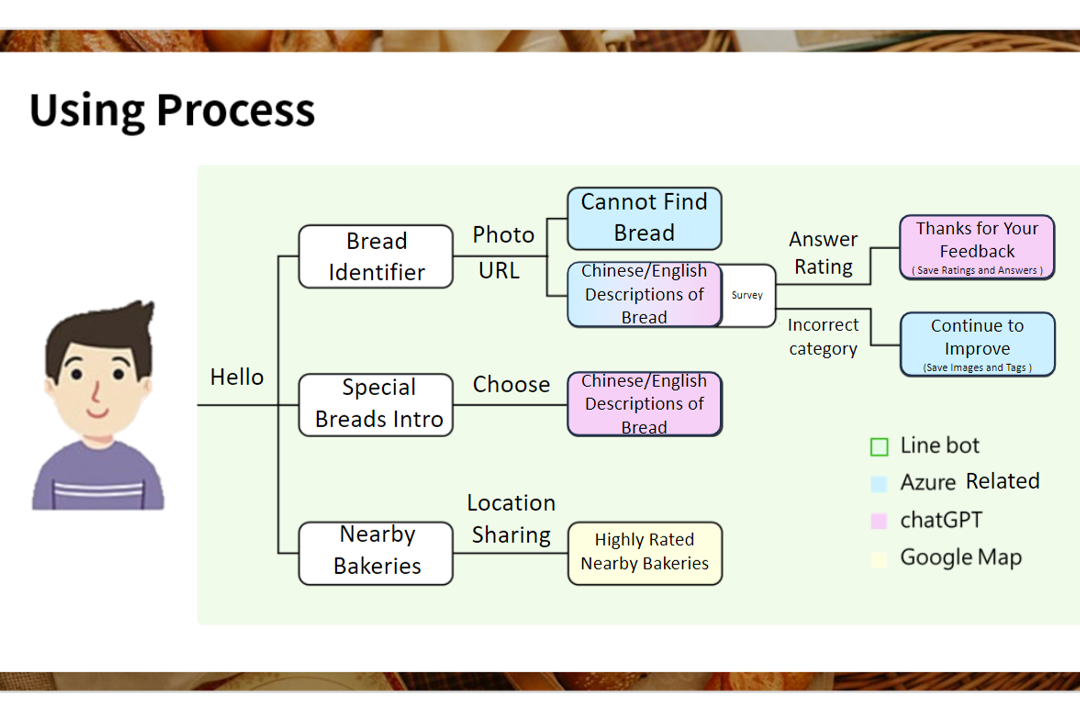 Using Process
Hello
Bread
Identifier
Photo
URL
Cannot Find
Bread
Chinese/English
Descriptions of
Bread
Survey
Answer
Rating
Thanks for Your
Feedback
( Save Ratings and Answers )
Incorrect
category
Continue to
Improve
(Save Images and Tags )
Special
Breads Intro
Choose
Chinese/English
Descriptions of
Bread
Nearby
Bakeries
Location
Sharing
Highly Rated
Nearby Bakeries
Line bot
Azure Related
chatGPT
Google Map